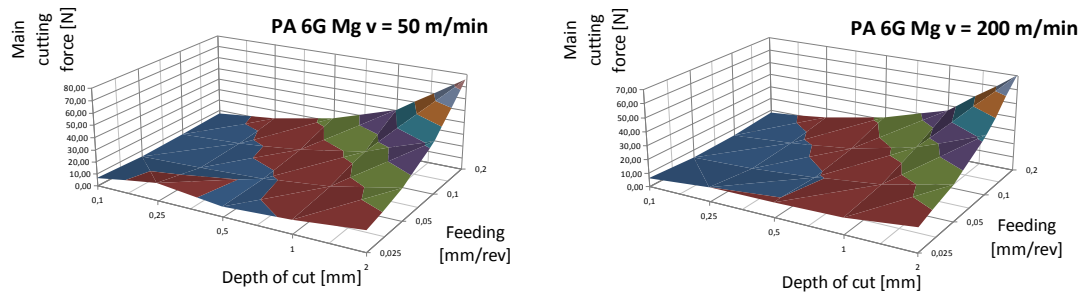 PA 6G Mg v = 50 m/min
Main
cutting
force [N]
80,00
70,00
60,00
50,00
40,00
30,00
20,00
10,00
0,00
0,1
0,25
0,5
1
2
0,2
0,1
0,05
0,025
Feeding
[mm/rev]
Depth of cut [mm]
PA 6G Mg v = 200 m/min
Main
cutting
force [N]
70,00
60,00
50,00
40,00
30,00
20,00
10,00
0,00
0,1
0,25
0,5
1
2
0,2
0,1
0,05
0,025
Feeding
[mm/rev]
Depth of cut [mm]